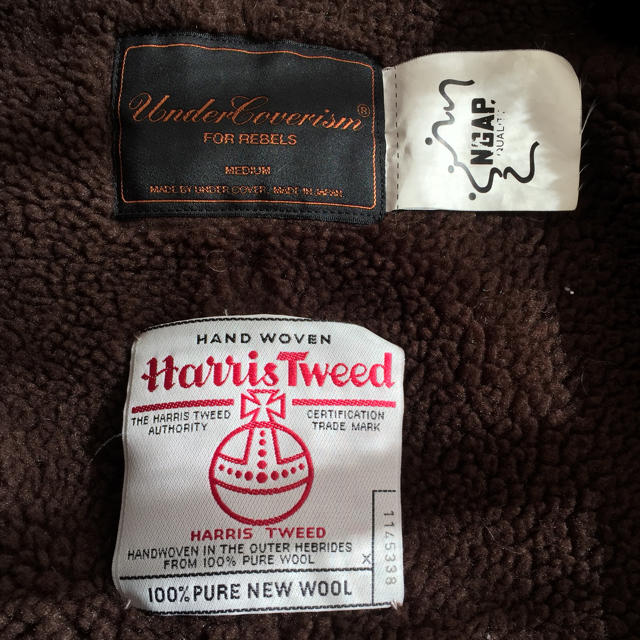 UnderCoverism®
FOR REBELS
MEDIUM
MADE BY UNDER COVER, MADE IN JAPAN
NGAP.
QUALIT
HAND WOVEN
Harris Tweed
THE HARRIS TWEED AUTHORITY
CERTIFICATION TRADE MARK
HARRIS TWEED
HANDWOVEN IN THE OUTER HEBRIDES
FROM 100% PURE WOOL
X
1145338
100% PURE NEW WOOL